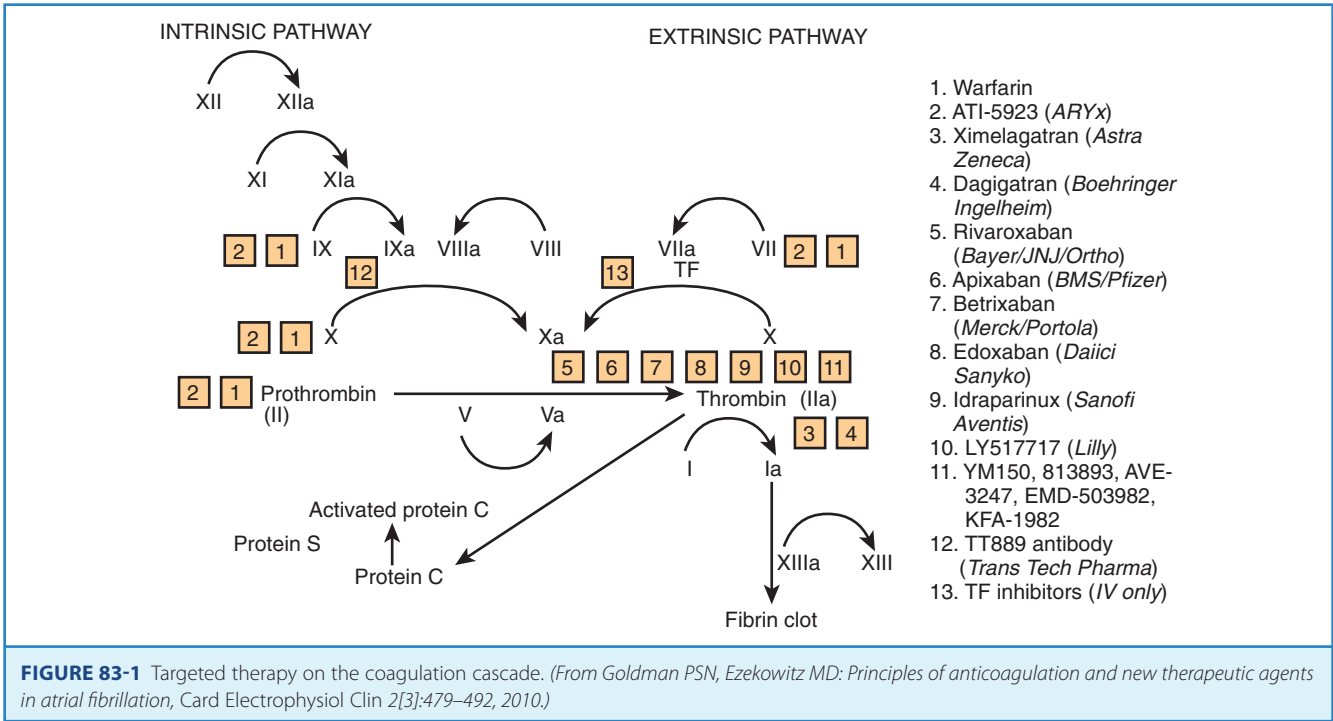 INTRINSIC PATHWAY
EXTRINSIC PATHWAY
XII XIIa
XI XIa
2 1 IX IXa VIIIa VIII VIIa VII 2 1
12 13 TF
2 1 X Xa X
5 6 7 8 9 10 11
2 1 Prothrombin Thrombin (IIa)
(II) V Va
3 4
I Ia
Activated protein C
Protein S
Protein C
XIIIa XIII
Fibrin clot
1. Warfarin
2. ATI-5923 (ARYx)
3. Ximelagatran (Astra
Zeneca)
4. Dagigatran (Boehringer
Ingelheim)
5. Rivaroxaban
(Bayer/JNJ/Ortho)
6. Apixaban (BMS/Pfizer)
7. Betrixaban
(Merck/Portola)
8. Edoxaban (Daiici
Sanyko)
9. Idraparinux (Sanofi
Aventis)
10. LY517717 (Lilly)
11. YM150, 813893, AVE-
3247, EMD-503982,
KFA-1982
12. TT889 antibody
(Trans Tech Pharma)
13. TF inhibitors (IV only)
FIGURE 83-1 Targeted therapy on the coagulation cascade. (From Goldman PSN, Ezekowitz MD: Principles of anticoagulation and new therapeutic agents
in atrial fibrillation, Card Electrophysiol Clin 2[3]:479–492, 2010.)